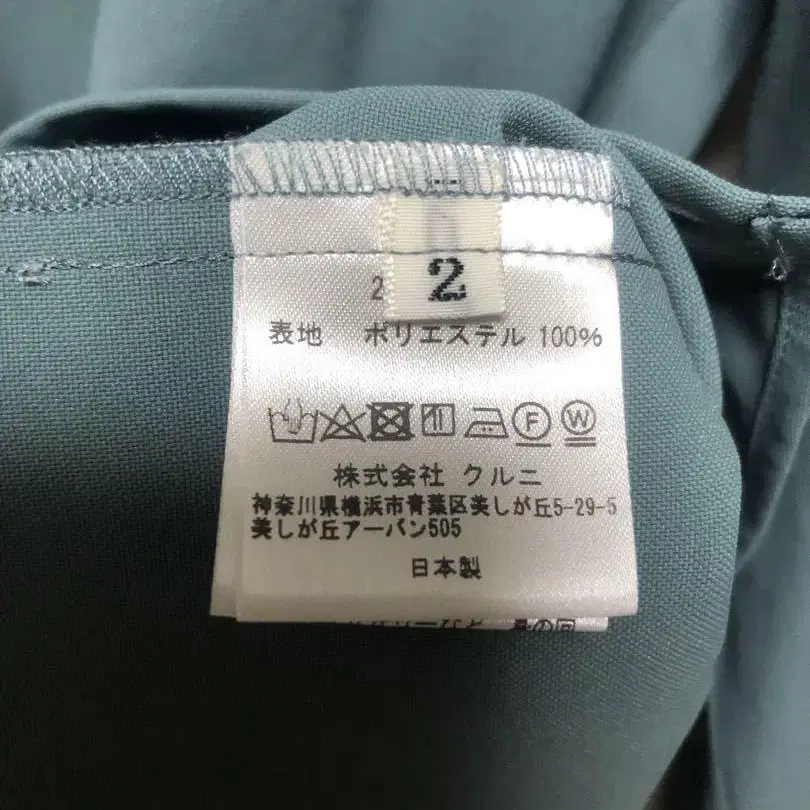 2
2
表地 ポリエステル 100%
F W
株式会社 クルニ
神奈川県横浜市青葉区美しが丘5-29-5
美しが丘アーバン505
日本製